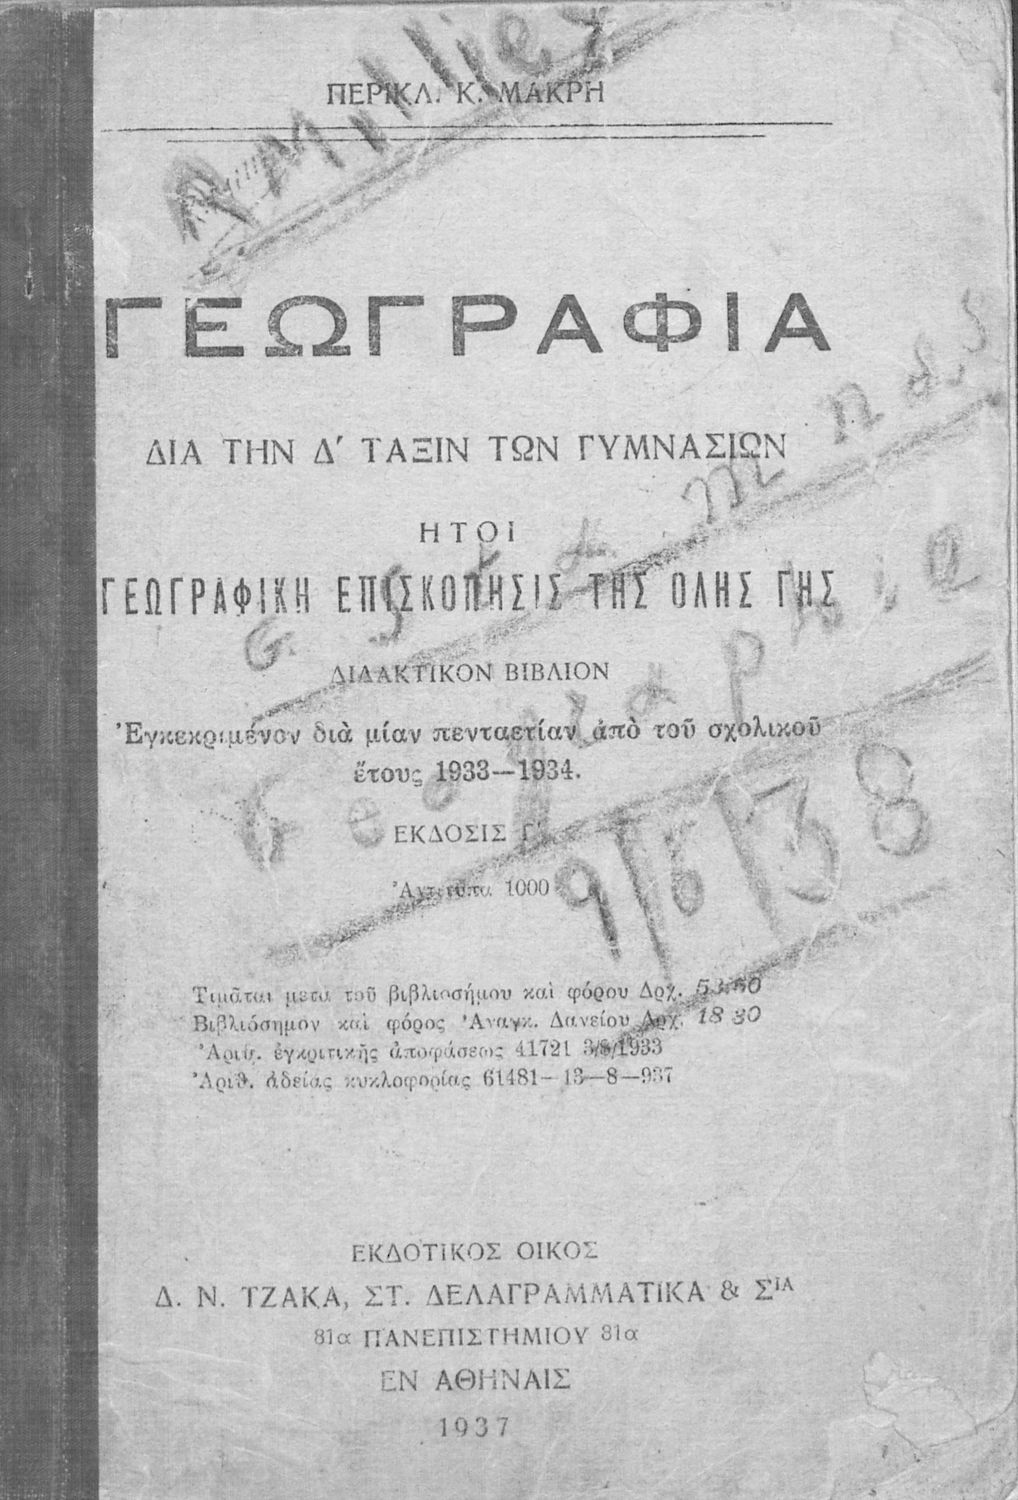 ΠΕΡΙΚΛ. Κ. ΜΑΚΡΗ
ΓΕΩΓΡΑΦΙΑ
ΔΙΑ ΤΗΝ Δ΄ ΤΑΞΙΝ ΤΩΝ ΓΥΜΝΑΣΙΩΝ
ΗΤΟΙ
ΓΕΩΓΡΑΦΙΚΗ ΕΠΙΣΚΟΠΗΣΙΣ ΤΗΣ ΟΛΗΣ ΓΗΣ
ΔΙΔΑΚΤΙΚΟΝ ΒΙΒΛΙΟΝ
Ἐγκεκριμένον διὰ μίαν πενταετίαν ἀπὸ τοῦ σχολικοῦ
ἔτους 1933—1934.
ΕΚΔΟΣΙΣ Γ΄
Ἀντίτυπα 1000
Τιμᾶται μετὰ τοῦ βιβλιοσήμου καὶ φόρου Δρχ. 53.60
Βιβλιόσημον καὶ φόρος Ἀναγκ. Δανείου Δρχ. 18 30
Ἀριθ. ἐγκριτικῆς ἀποφάσεως 41721 3/8/1933
Ἀριθ. ἀδείας κυκλοφορίας 61481—13—8—937
ΕΚΔΟΤΙΚΟΣ ΟΙΚΟΣ
Δ. Ν. ΤΖΑΚΑ, ΣΤ. ΔΕΛΑΓΡΑΜΜΑΤΙΚΑ & ΣΙΑ
81α ΠΑΝΕΠΙΣΤΗΜΙΟΥ 81α
ΕΝ ΑΘΗΝΑΙΣ
1937